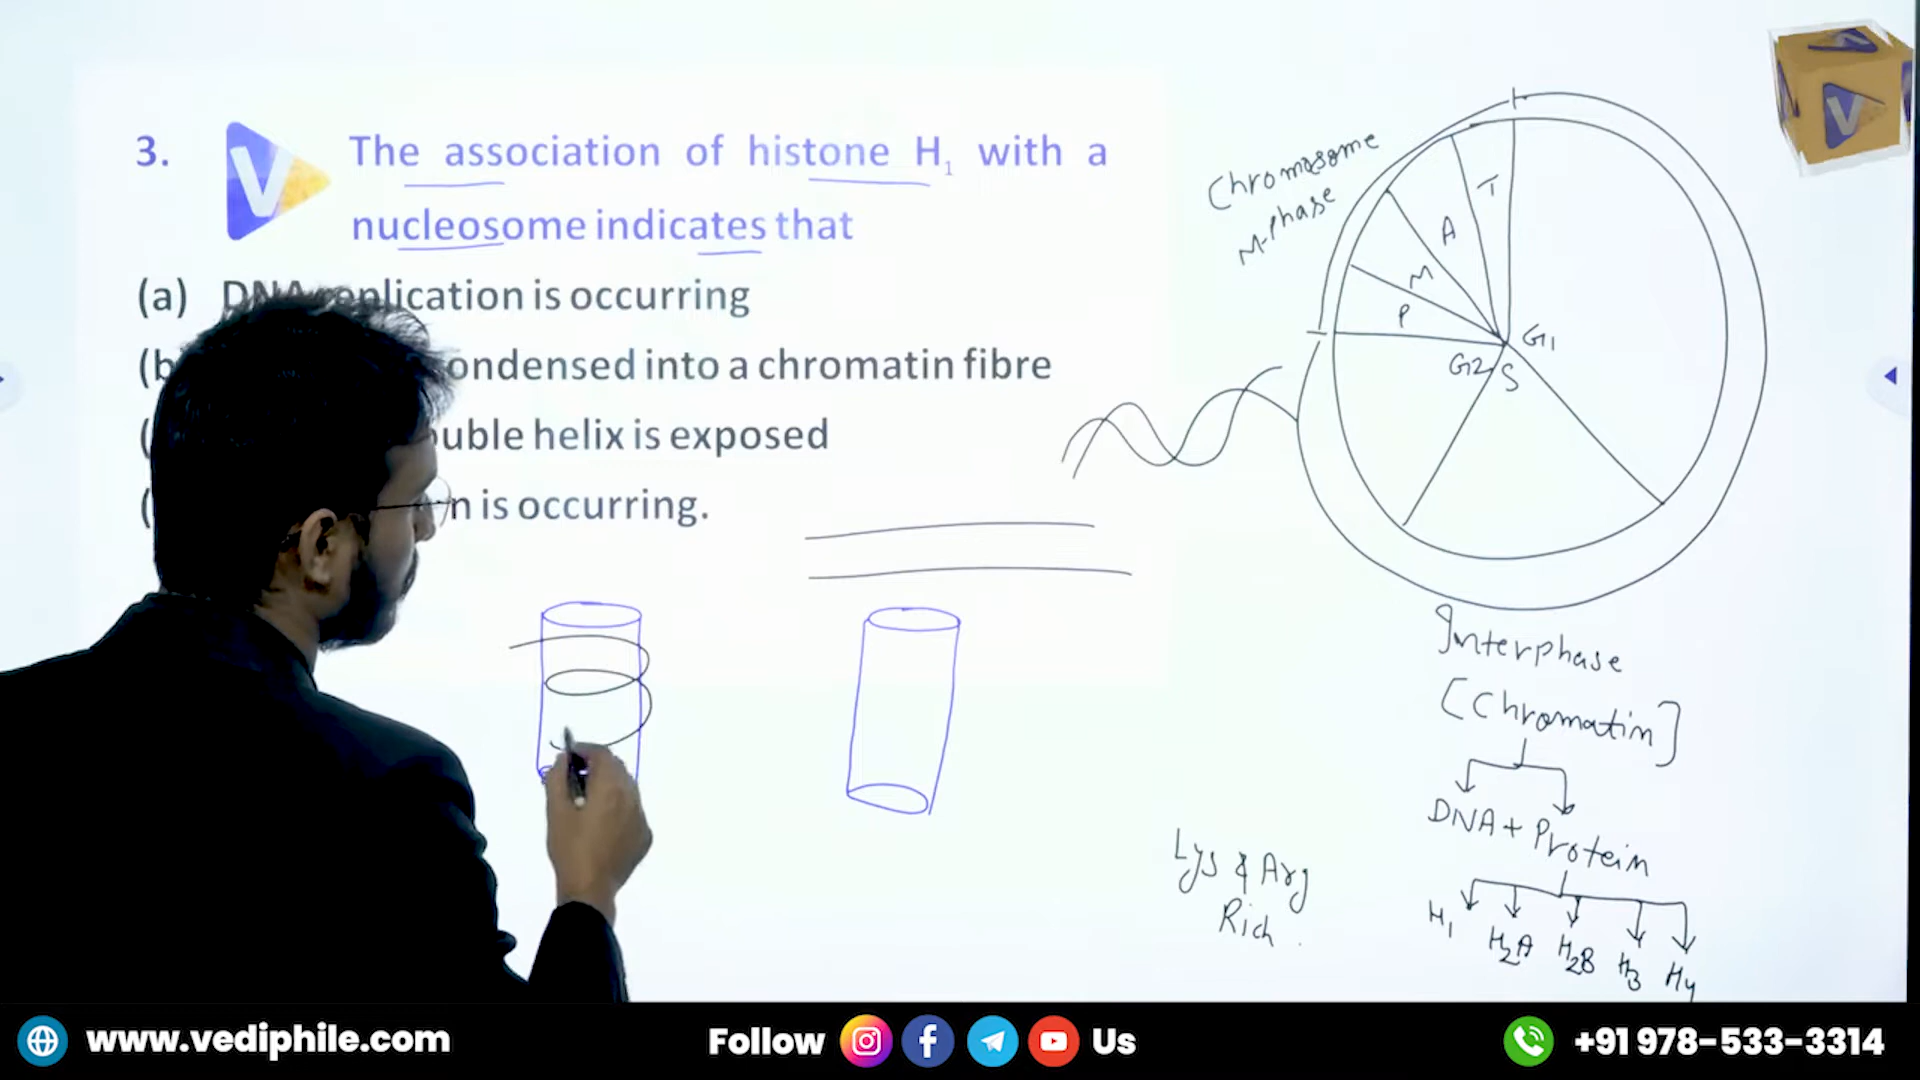 3. The association of histone H1 with a
nucleosome indicates that
(a) DNA replication is occurring
(b ondensed into a chromatin fibre
( uble helix is exposed
( n is occurring.
Chromosome
M-phase
T
A
M
P
G1
G2
S
Interphase
[Chromatin]
DNA + Protein
H1 H2A H2B H3 H4
Lys & Arg
Rich
www.vediphile.com
Follow Us
+91 978-533-3314